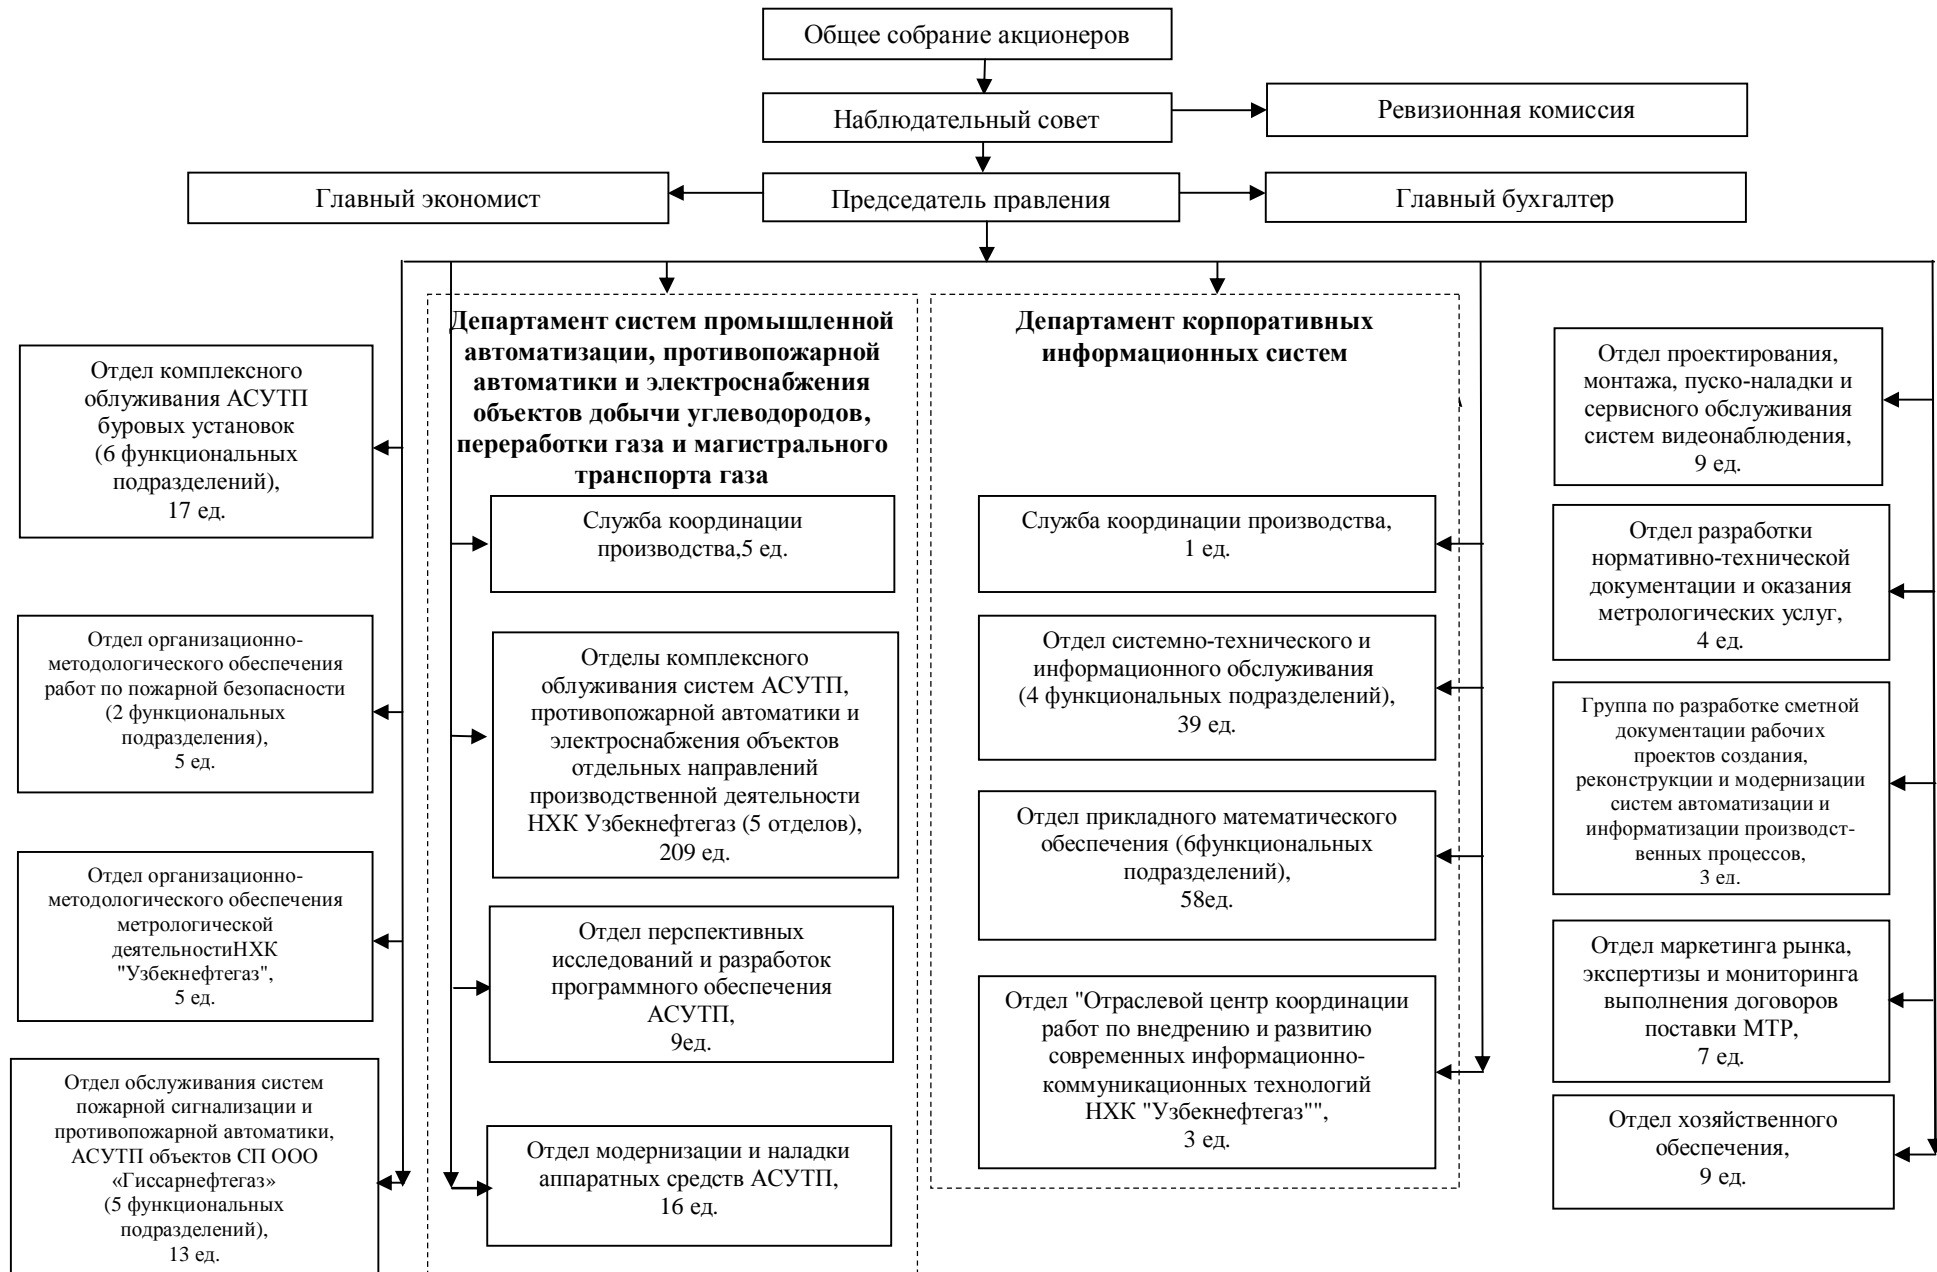 Общее собрание акционеров
Наблюдательный совет
Ревизионная комиссия
Главный экономист
Председатель правления
Главный бухгалтер
Отдел комплексного
облуживания АСУТП
буровых установок
(6 функциональных
подразделений),
17 ед.
Отдел организационно-
методологического обеспечения
работ по пожарной безопасности
(2 функциональных
подразделения),
5 ед.
Отдел организационно-
методологического обеспечения
метрологической
деятельностиНХК
"Узбекнефтегаз",
5 ед.
Отдел обслуживания систем
пожарной сигнализации и
противопожарной автоматики,
АСУТП объектов СП ООО
«Гиссарнефтегаз»
(5 функциональных
подразделений),
13 ед.
Департамент систем промышленной
автоматизации, противопожарной
автоматики и электроснабжения
объектов добычи углеводородов,
переработки газа и магистрального
транспорта газа
Служба координации
производства,5 ед.
Отделы комплексного
облуживания систем АСУТП,
противопожарной автоматики и
электроснабжения объектов
отдельных направлений
производственной деятельности
НХК Узбекнефтегаз (5 отделов),
209 ед.
Отдел перспективных
исследований и разработок
программного обеспечения
АСУТП,
9ед.
Отдел модернизации и наладки
аппаратных средств АСУТП,
16 ед.
Департамент корпоративных
информационных систем
Служба координации производства,
1 ед.
Отдел системно-технического и
информационного обслуживания
(4 функциональных подразделений),
39 ед.
Отдел прикладного математического
обеспечения (6функциональных
подразделений),
58ед.
Отдел "Отраслевой центр координации
работ по внедрению и развитию
современных информационно-
коммуникационных технологий
НХК "Узбекнефтегаз"",
3 ед.
Отдел проектирования,
монтажа, пуско-наладки и
сервисного обслуживания
систем видеонаблюдения,
9 ед.
Отдел разработки
нормативно-технической
документации и оказания
метрологических услуг,
4 ед.
Группа по разработке сметной
документации рабочих
проектов создания,
реконструкции и модернизации
систем автоматизации и
информатизации производст-
венных процессов,
3 ед.
Отдел маркетинга рынка,
экспертизы и мониторинга
выполнения договоров
поставки МТР,
7 ед.
Отдел хозяйственного
обеспечения,
9 ед.